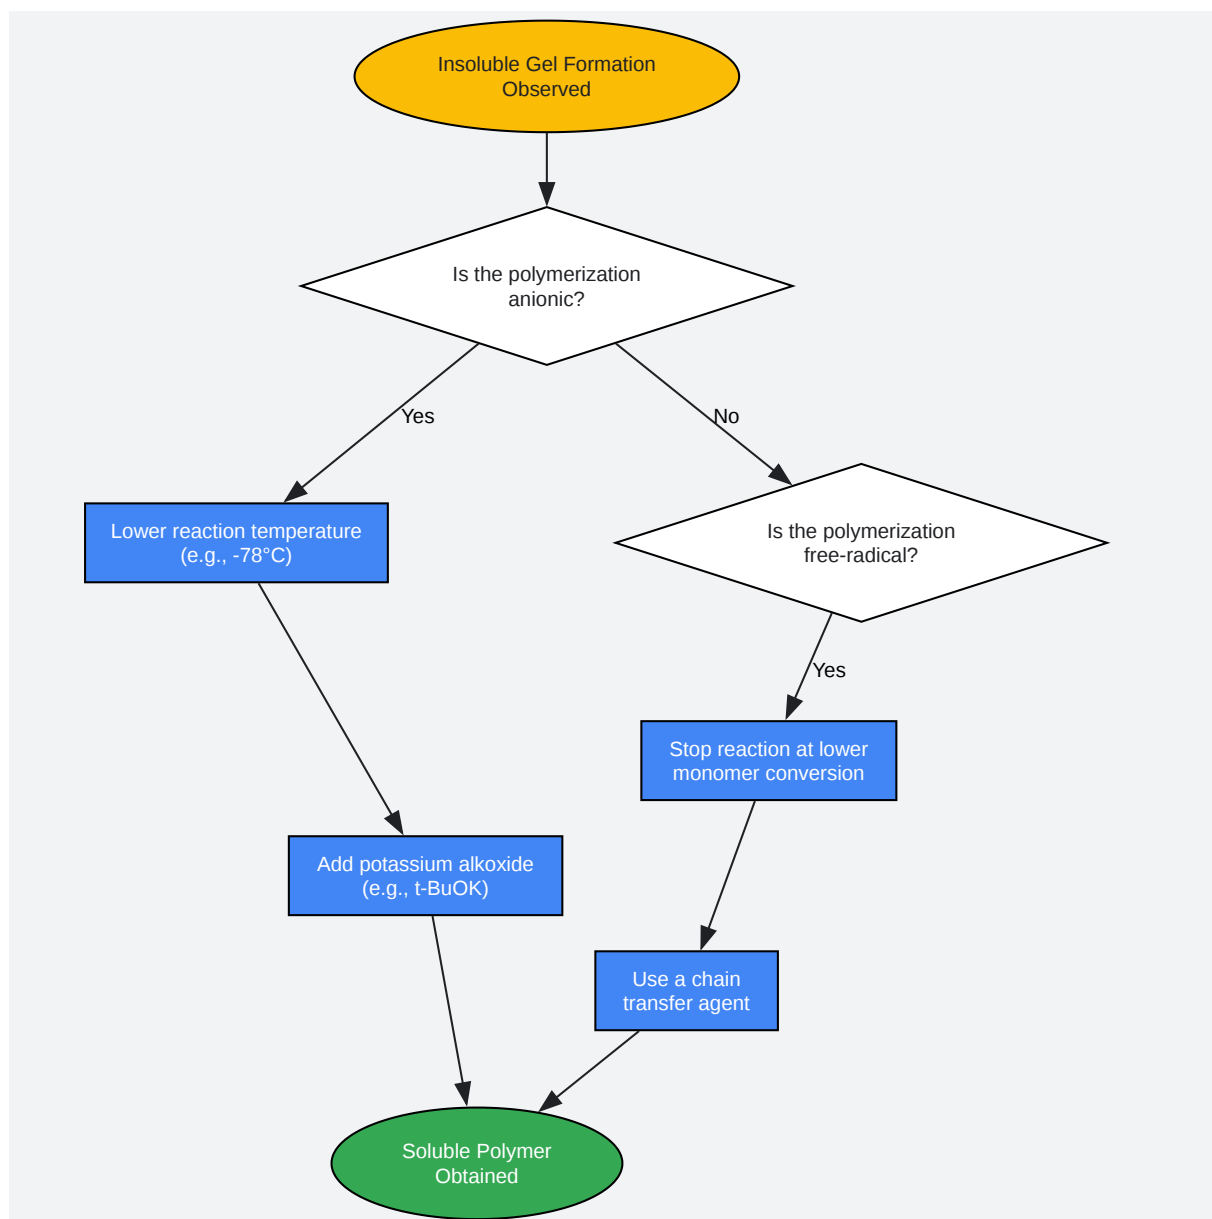 Insoluble Gel Formation
Observed
Is the polymerization
anionic?
Yes
No
Lower reaction temperature
(e.g., -78°C)
Is the polymerization
free-radical?
Yes
Stop reaction at lower
monomer conversion
Add potassium alkoxide
(e.g., t-BuOK)
Use a chain
transfer agent
Soluble Polymer
Obtained